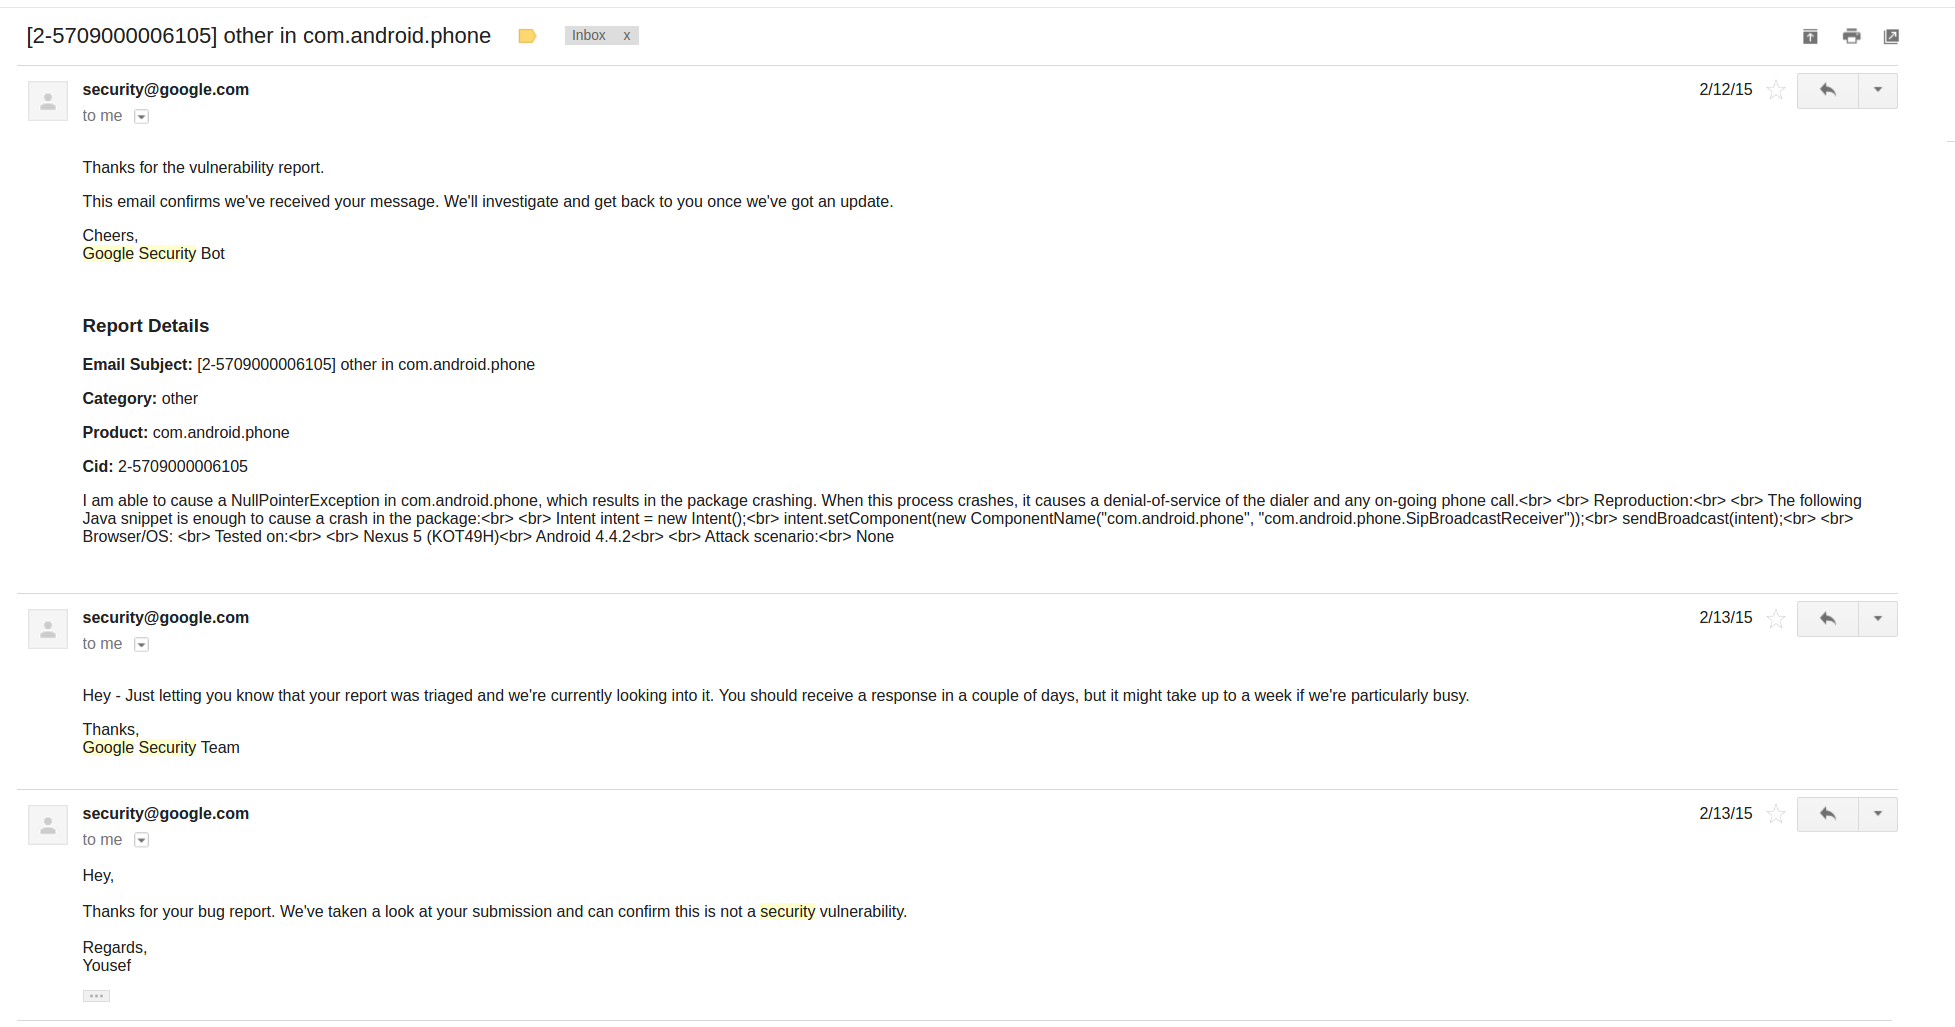 [2-5709000006105] other in com.android.phone Inbox x
security@google.com 2/12/15
to me
Thanks for the vulnerability report.
This email confirms we've received your message. We'll investigate and get back to you once we've got an update.
Cheers,
Google Security Bot
Report Details
Email Subject: [2-5709000006105] other in com.android.phone
Category: other
Product: com.android.phone
Cid: 2-5709000006105
I am able to cause a NullPointerException in com.android.phone, which results in the package crashing. When this process crashes, it causes a denial-of-service of the dialer and any on-going phone call.<br> <br> Reproduction:<br> <br> The following
Java snippet is enough to cause a crash in the package:<br> <br> Intent intent = new Intent();<br> intent.setComponent(new ComponentName("com.android.phone", "com.android.phone.SipBroadcastReceiver"));<br> sendBroadcast(intent);<br> <br>
Browser/OS: <br> Tested on:<br> <br> Nexus 5 (KOT49H)<br> Android 4.4.2<br> <br> Attack scenario:<br> None
security@google.com 2/13/15
to me
Hey - Just letting you know that your report was triaged and we're currently looking into it. You should receive a response in a couple of days, but it might take up to a week if we're particularly busy.
Thanks,
Google Security Team
security@google.com 2/13/15
to me
Hey,
Thanks for your bug report. We've taken a look at your submission and can confirm this is not a security vulnerability.
Regards,
Yousef